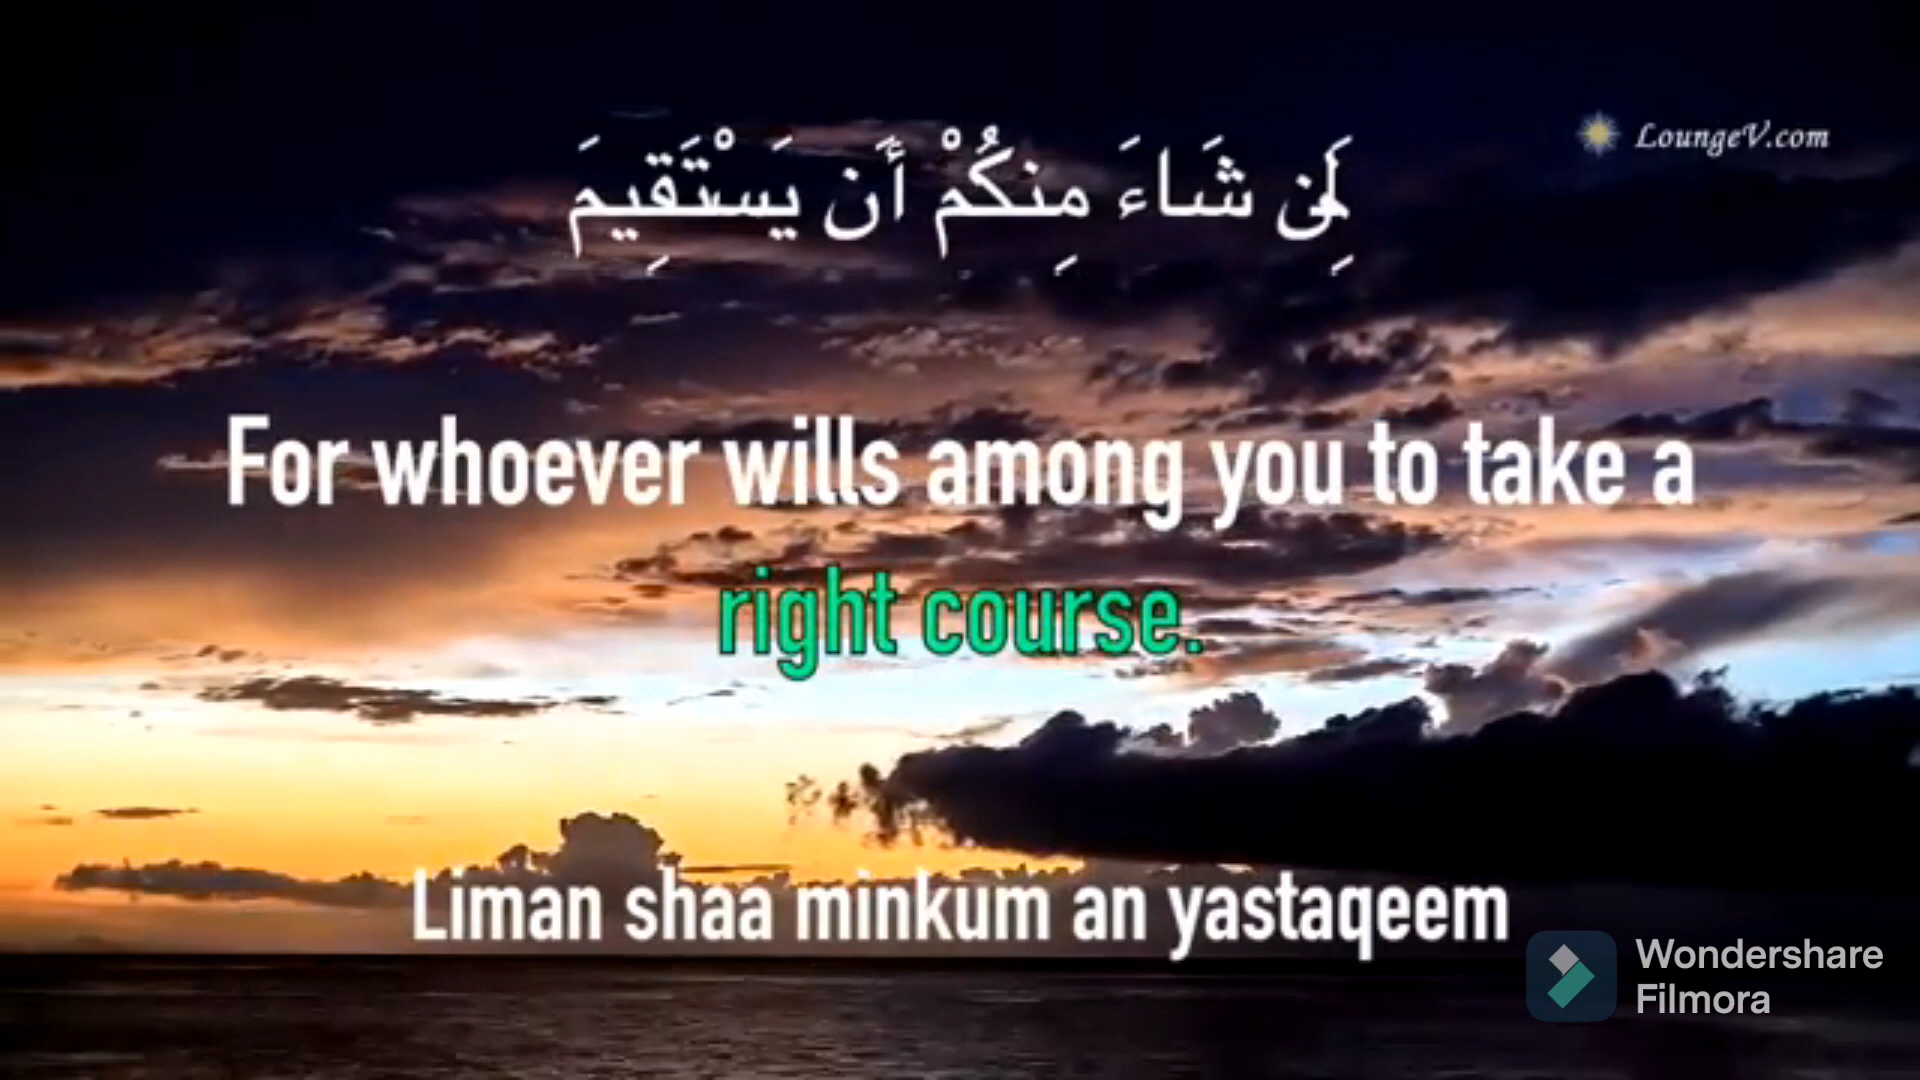 LoungeV.com
لِمَن شَاءَ مِنكُمْ أَن يَسْتَقِيمَ
For whoever wills among you to take a
right course.
Liman shaa minkum an yastaqeem
Wondershare
Filmora